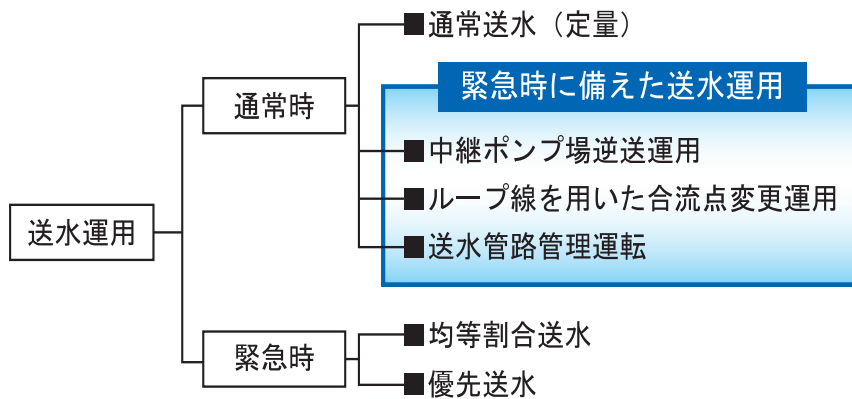 送水運用
通常時
■通常送水（定量）
緊急時に備えた送水運用
■中継ポンプ場逆送運用
■ループ線を用いた合流点変更運用
■送水管路管理運転
緊急時
■均等割合送水
■優先送水